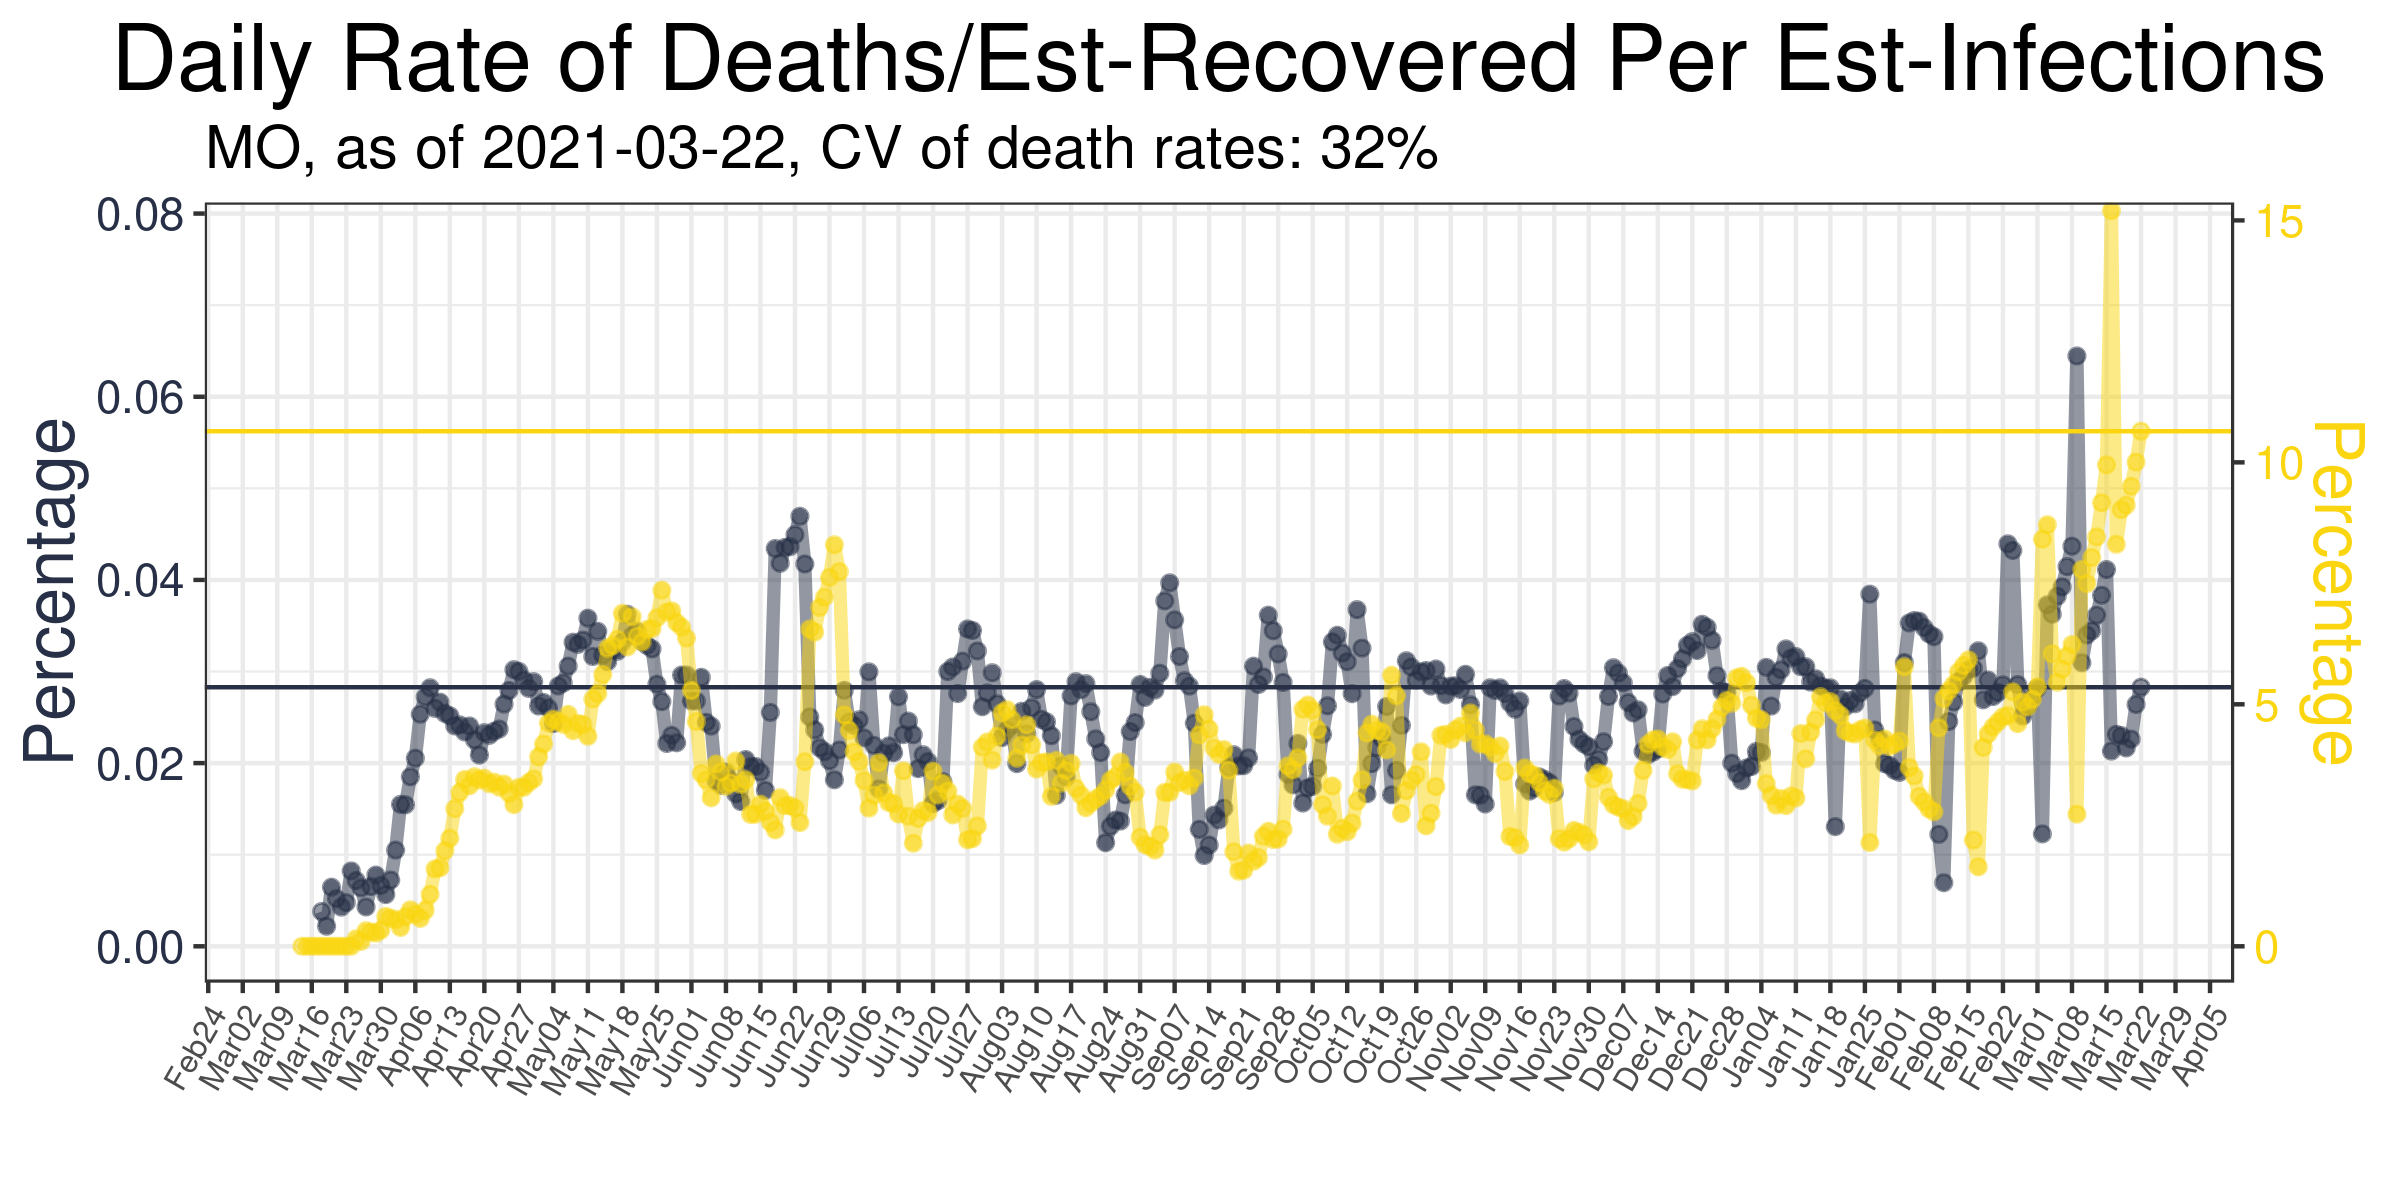 Daily Rate of Deaths/Est-Recovered Per Est-Infections
MO, as of 2021-03-22, CV of death rates: 32%
Percentage
0.08
0.06
0.04
0.02
0.00
15
10
5
0
Percentage
Feb24
Mar02
Mar09
Mar16
Mar23
Mar30
Apr06
Apr13
Apr20
Apr27
May04
May11
May18
May25
Jun01
Jun08
Jun15
Jun22
Jun29
Jul06
Jul13
Jul20
Jul27
Aug03
Aug10
Aug17
Aug24
Aug31
Sep07
Sep14
Sep21
Sep28
Oct05
Oct12
Oct19
Oct26
Nov02
Nov09
Nov16
Nov23
Nov30
Dec07
Dec14
Dec21
Dec28
Jan04
Jan11
Jan18
Jan25
Feb01
Feb08
Feb15
Feb22
Mar01
Mar08
Mar15
Mar22
Mar29
Apr05